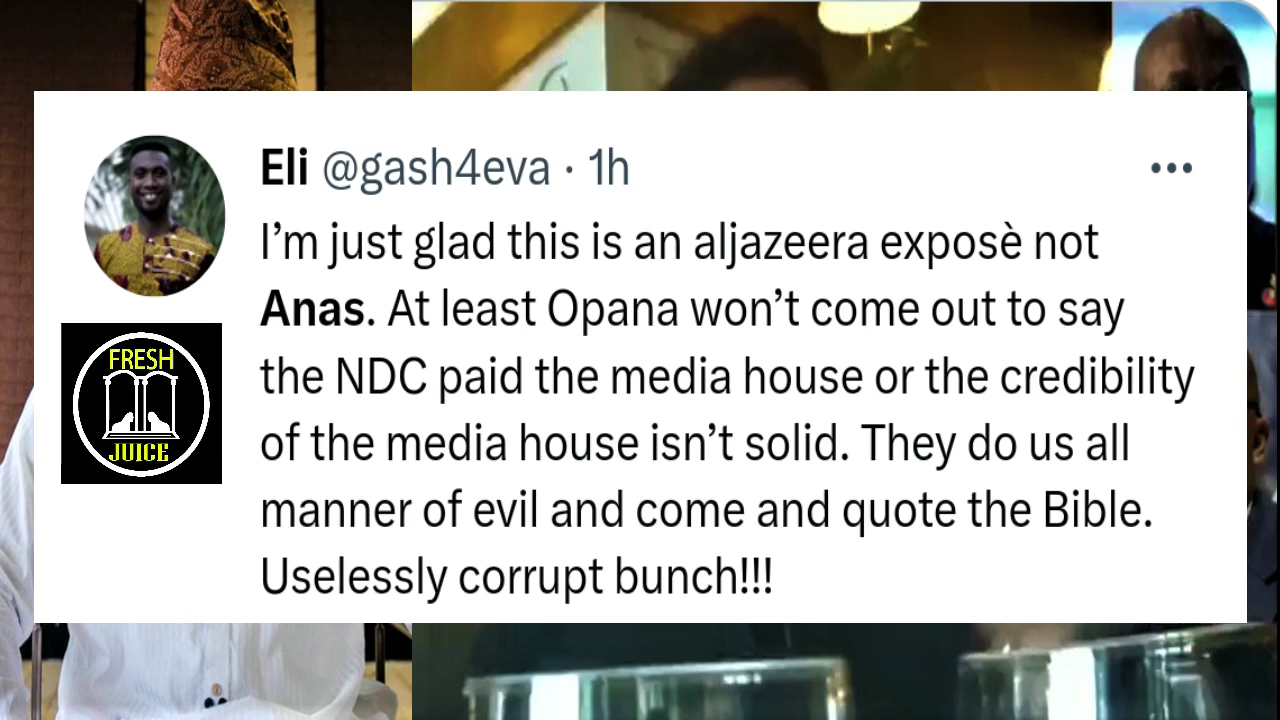 Eli @gash4eva · 1h
I’m just glad this is an aljazeera exposè not
Anas. At least Opana won’t come out to say
the NDC paid the media house or the credibility
of the media house isn’t solid. They do us all
manner of evil and come and quote the Bible.
Uselessly corrupt bunch!!!
FRESH
JUICE